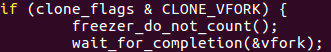 if (clone_flags & CLONE_VFORK) {
        freezer_do_not_count();
        wait_for_completion(&vfork);